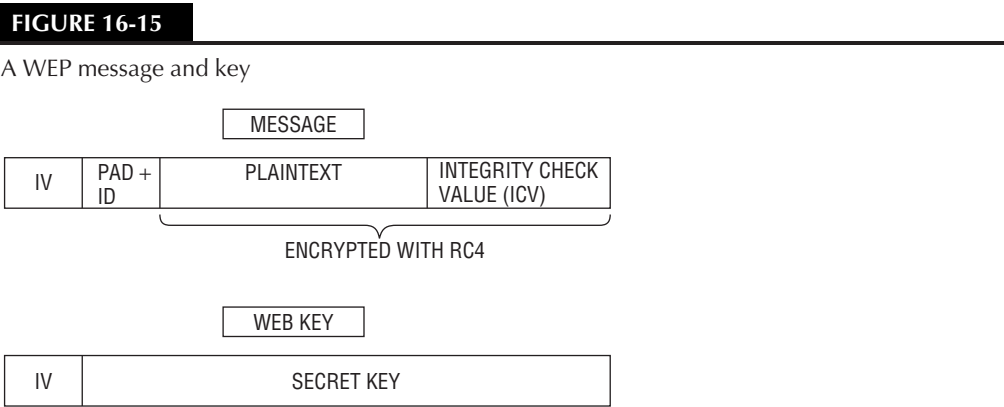 FIGURE 16-15
A WEP message and key
MESSAGE
IV
PAD +
ID
PLAINTEXT
INTEGRITY CHECK
VALUE (ICV)
ENCRYPTED WITH RC4
WEB KEY
IV
SECRET KEY